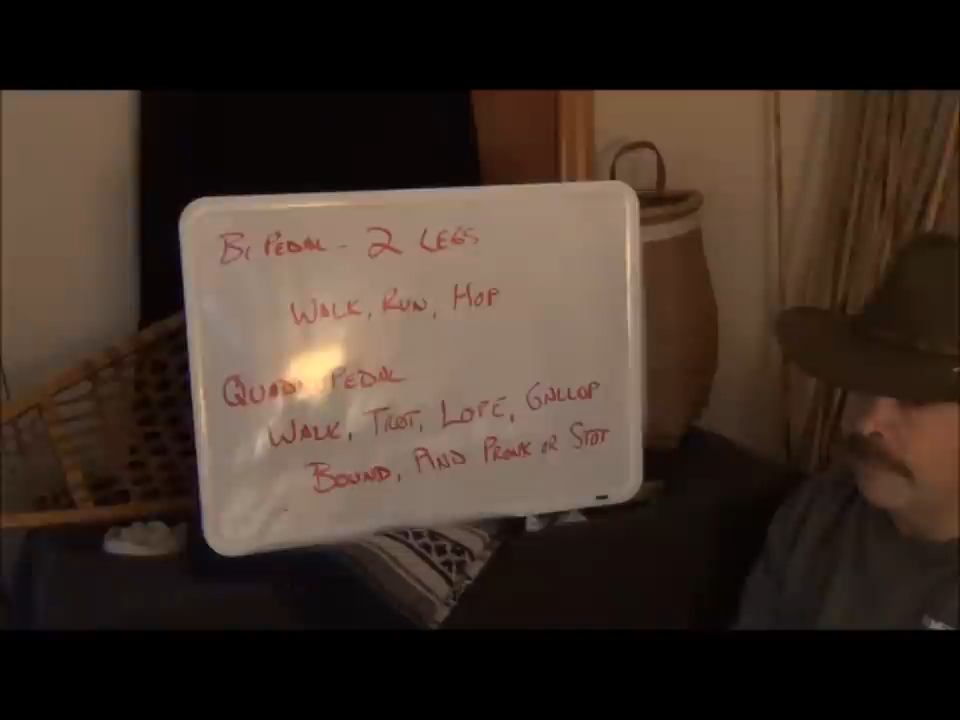 BI PEDAL - 2 LEGS
WALK, RUN, HOP
QUAD PEDAL
WALK, TROT, LOPE, GALLOP
BOUND, AND PRONK OR STOT